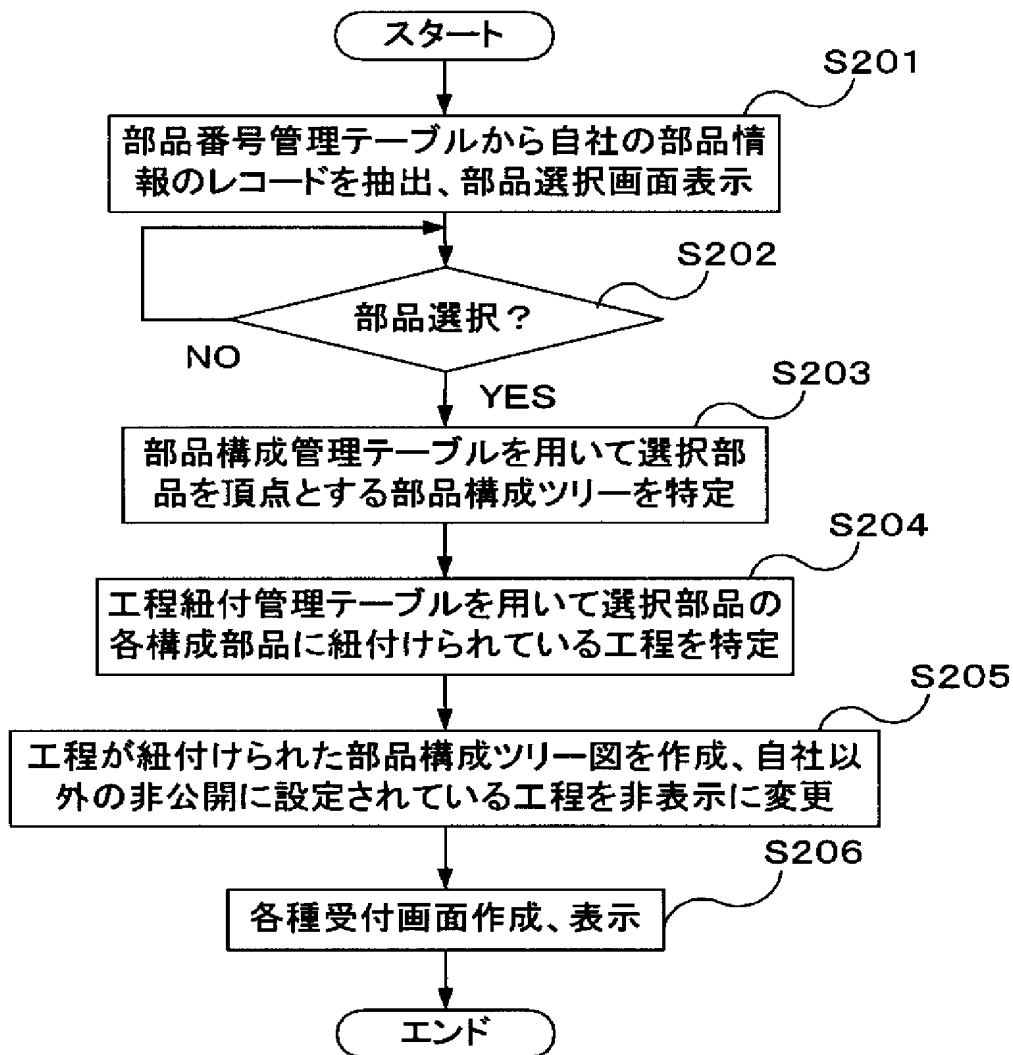 スタート
S201
部品番号管理テーブルから自社の部品情
報のレコードを抽出、部品選択画面表示
S202
部品選択？
NO
YES
S203
部品構成管理テーブルを用いて選択部
品を頂点とする部品構成ツリーを特定
S204
工程紐付管理テーブルを用いて選択部品の
各構成部品に紐付けられている工程を特定
S205
工程が紐付けられた部品構成ツリー図を作成、自社以
外の非公開に設定されている工程を非表示に変更
S206
各種受付画面作成、表示
エンド